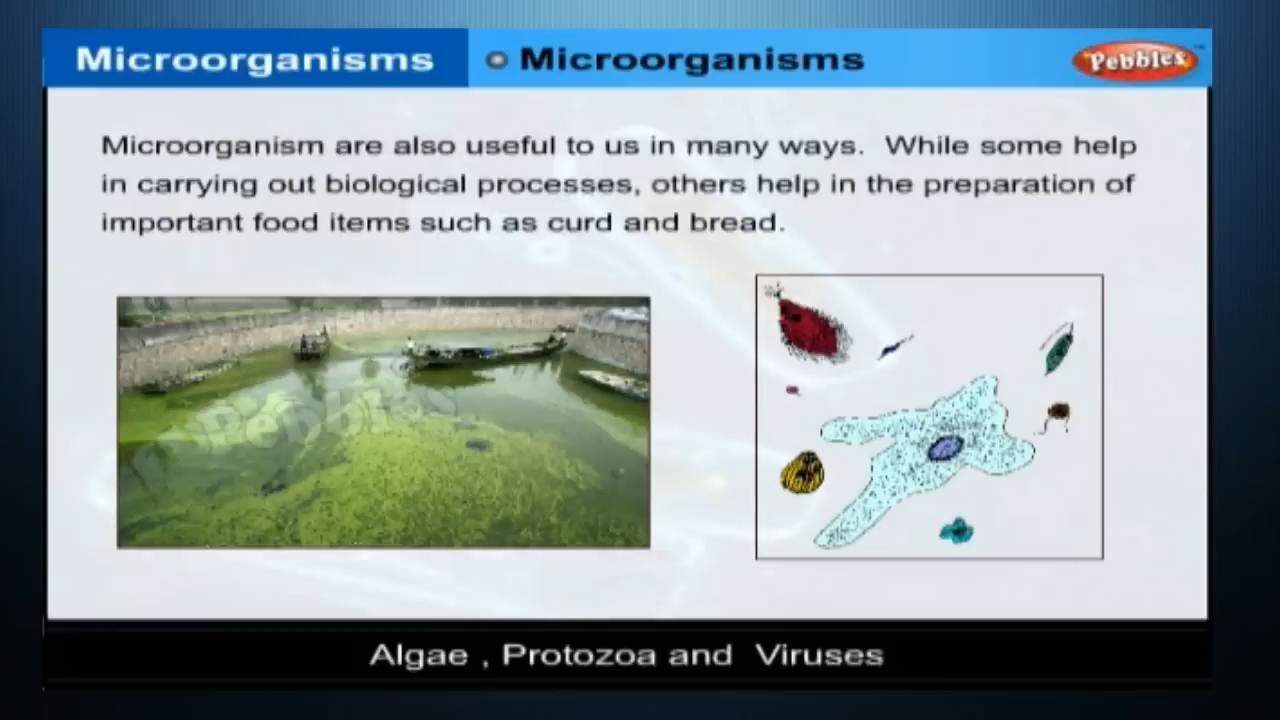 Microorganisms
Microorganisms
Pebbles
Microorganism are also useful to us in many ways. While some help
in carrying out biological processes, others help in the preparation of
important food items such as curd and bread.
Pebbles
Algae , Protozoa and Viruses